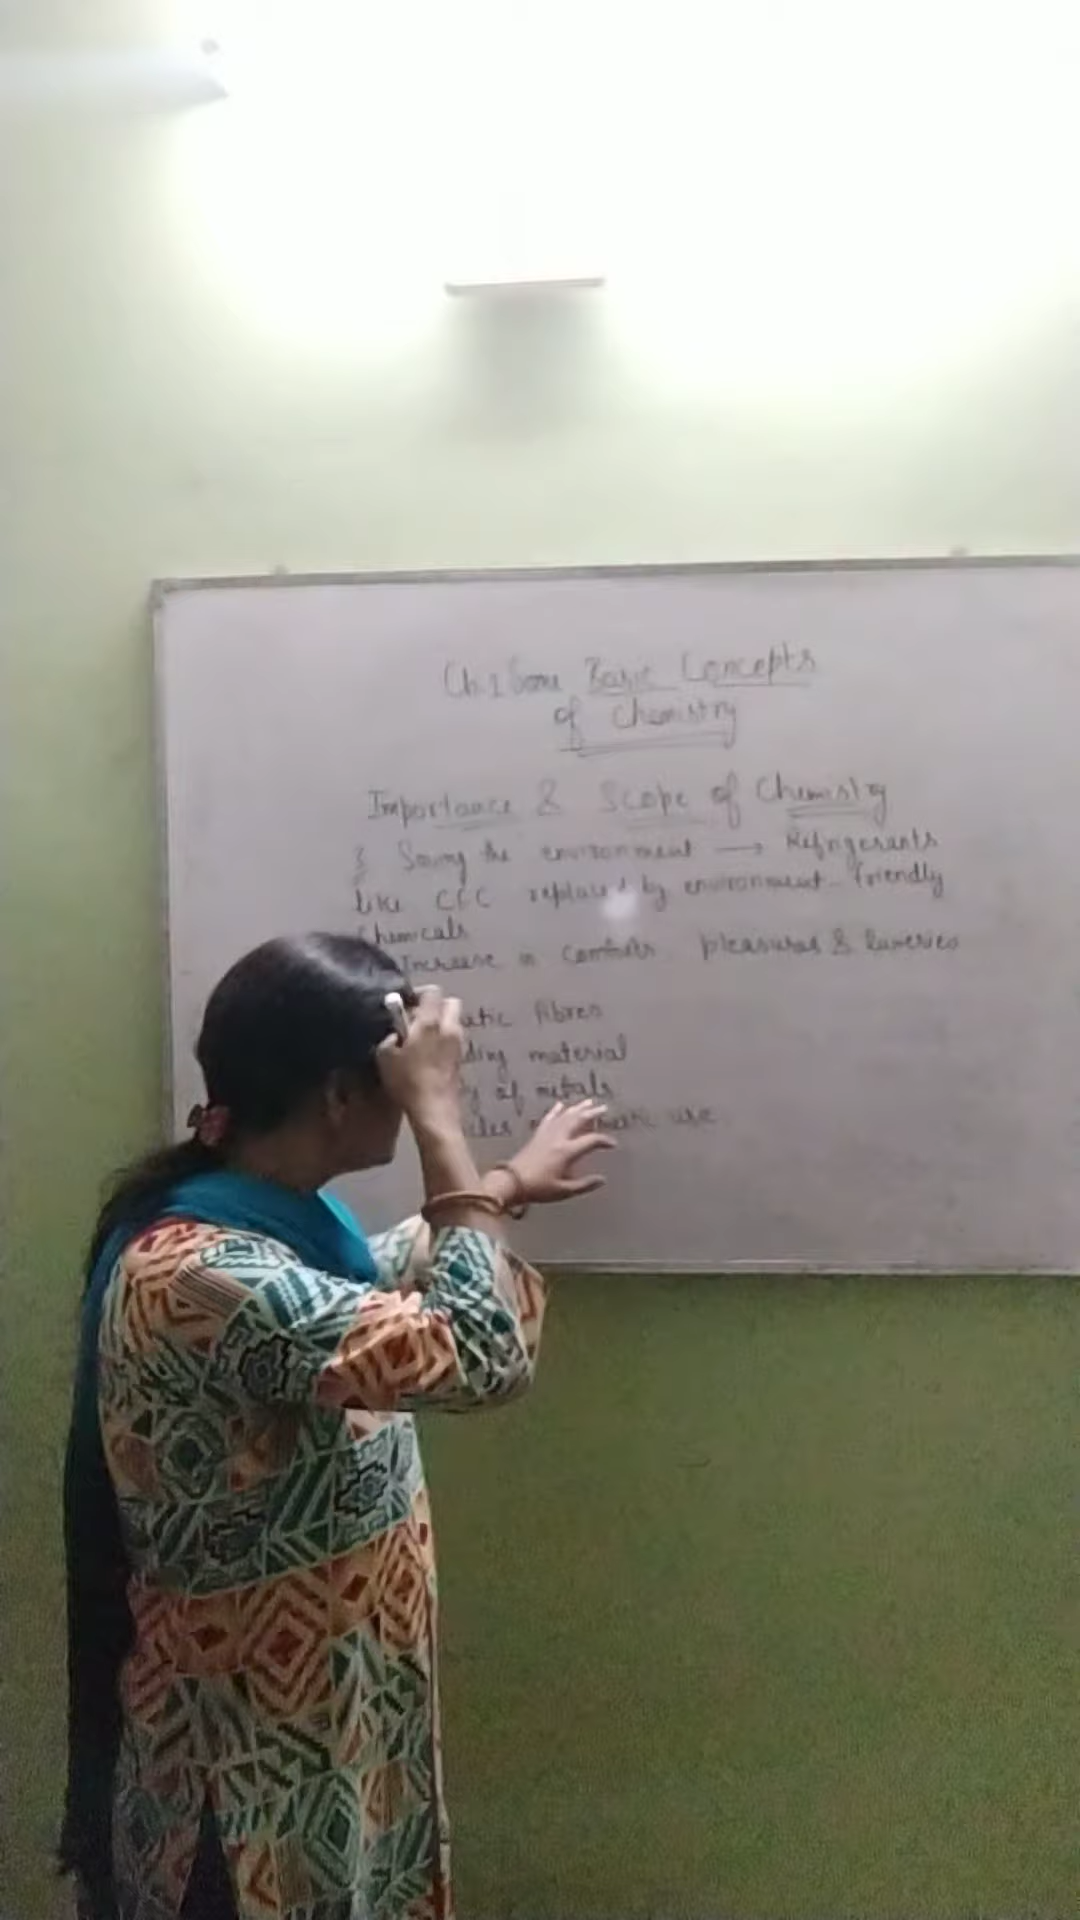 Ch.1 Some Basic Concepts
of Chemistry
Importance & Scope of Chemistry
3 Saving the environment → Refrigerants
like CFC replaced by environment-friendly
Chemicals
Increase in comforts pleasures & luxuries
fibres
material
of metals
use